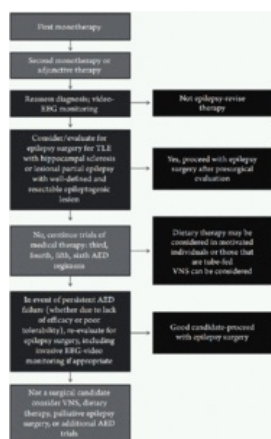 First monotherapy
Second monotherapy or
adjunctive therapy
Reassess diagnosis; video-
EEG monitoring
Not epilepsy-revise
therapy
Consider/evaluate for
epilepsy surgery for TLE
with hippocampal sclerosis
or lesional partial epilepsy
with well-defined and
resectable epileptogenic
lesion
Yes, proceed with epilepsy
surgery after presurgical
evaluation
No, continue trials of
medical therapy: third,
fourth, fifth, sixth AED
regimens
Dietary therapy may be
considered in motivated
individuals or those that
are tube-fed
VNS can be considered
In event of persistent AED
failure (whether due to lack
of efficacy or poor
tolerability), re-evaluate for
epilepsy surgery, including
invasive EEG-video
monitoring if appropriate
Good candidate-proceed
with epilepsy surgery
Not a surgical candidate
consider VNS, dietary
therapy, palliative epilepsy
surgery, or additional AED
trials